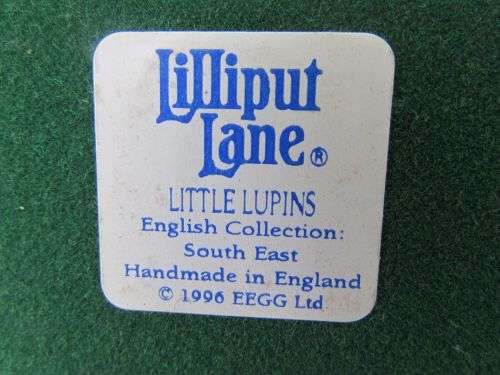 Lilliput
Lane®
LITTLE LUPINS
English Collection:
South East
Handmade in England
© 1996 EEGG Ltd